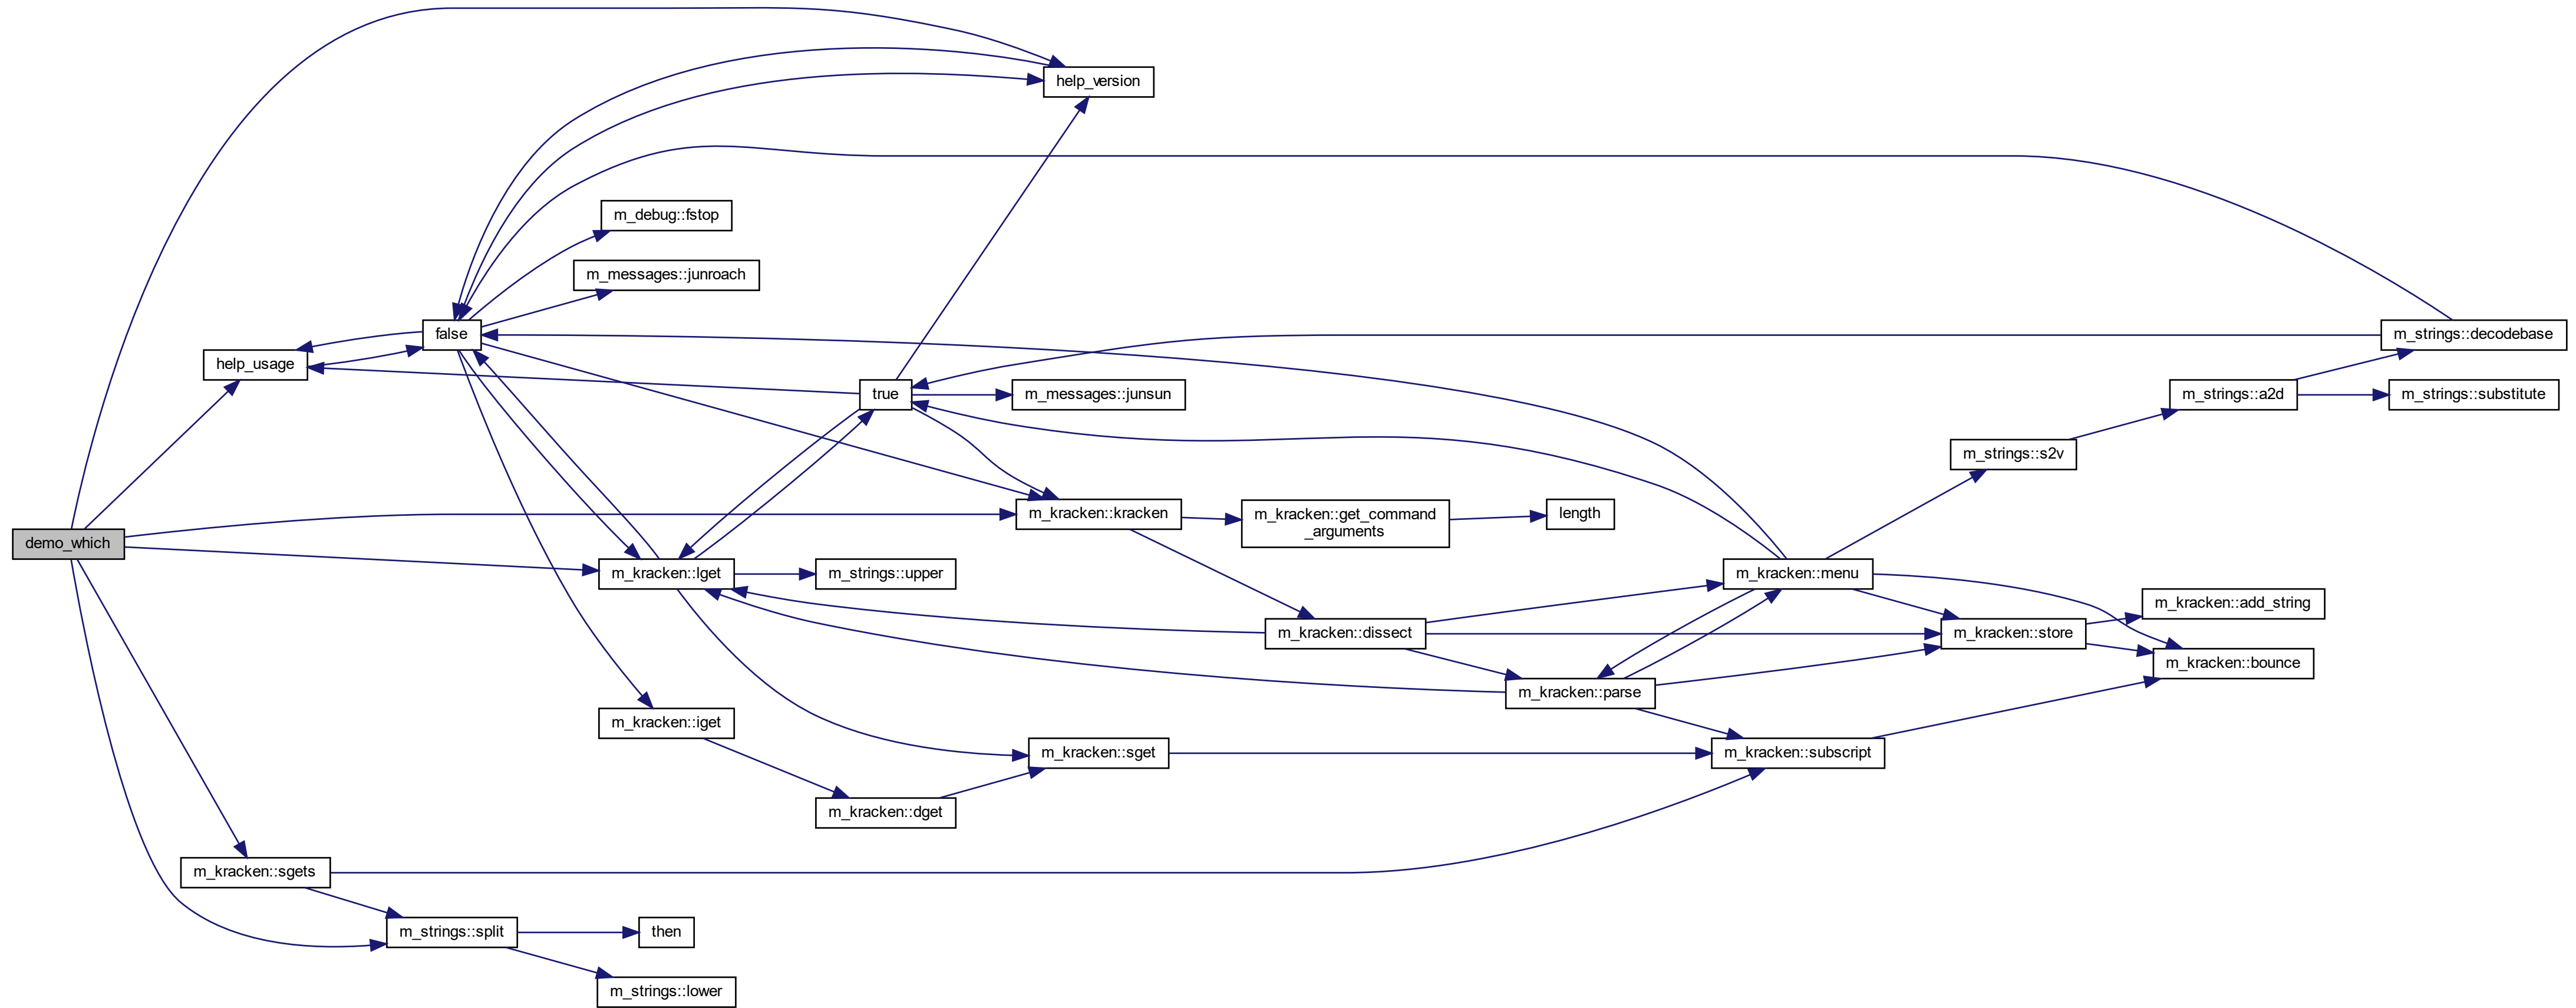 help_version
m_debug::fstop
m_messages::junroach
false
m_strings::decodebase
help_usage
true
m_messages::junsun
m_strings::a2d
m_strings::substitute
m_strings::s2v
m_kracken::kracken
m_kracken::get_command
_arguments
length
demo_which
m_kracken::lget
m_strings::upper
m_kracken::menu
m_kracken::add_string
m_kracken::dissect
m_kracken::store
m_kracken::bounce
m_kracken::parse
m_kracken::iget
m_kracken::sget
m_kracken::subscript
m_kracken::dget
m_kracken::sgets
m_strings::split
then
m_strings::lower